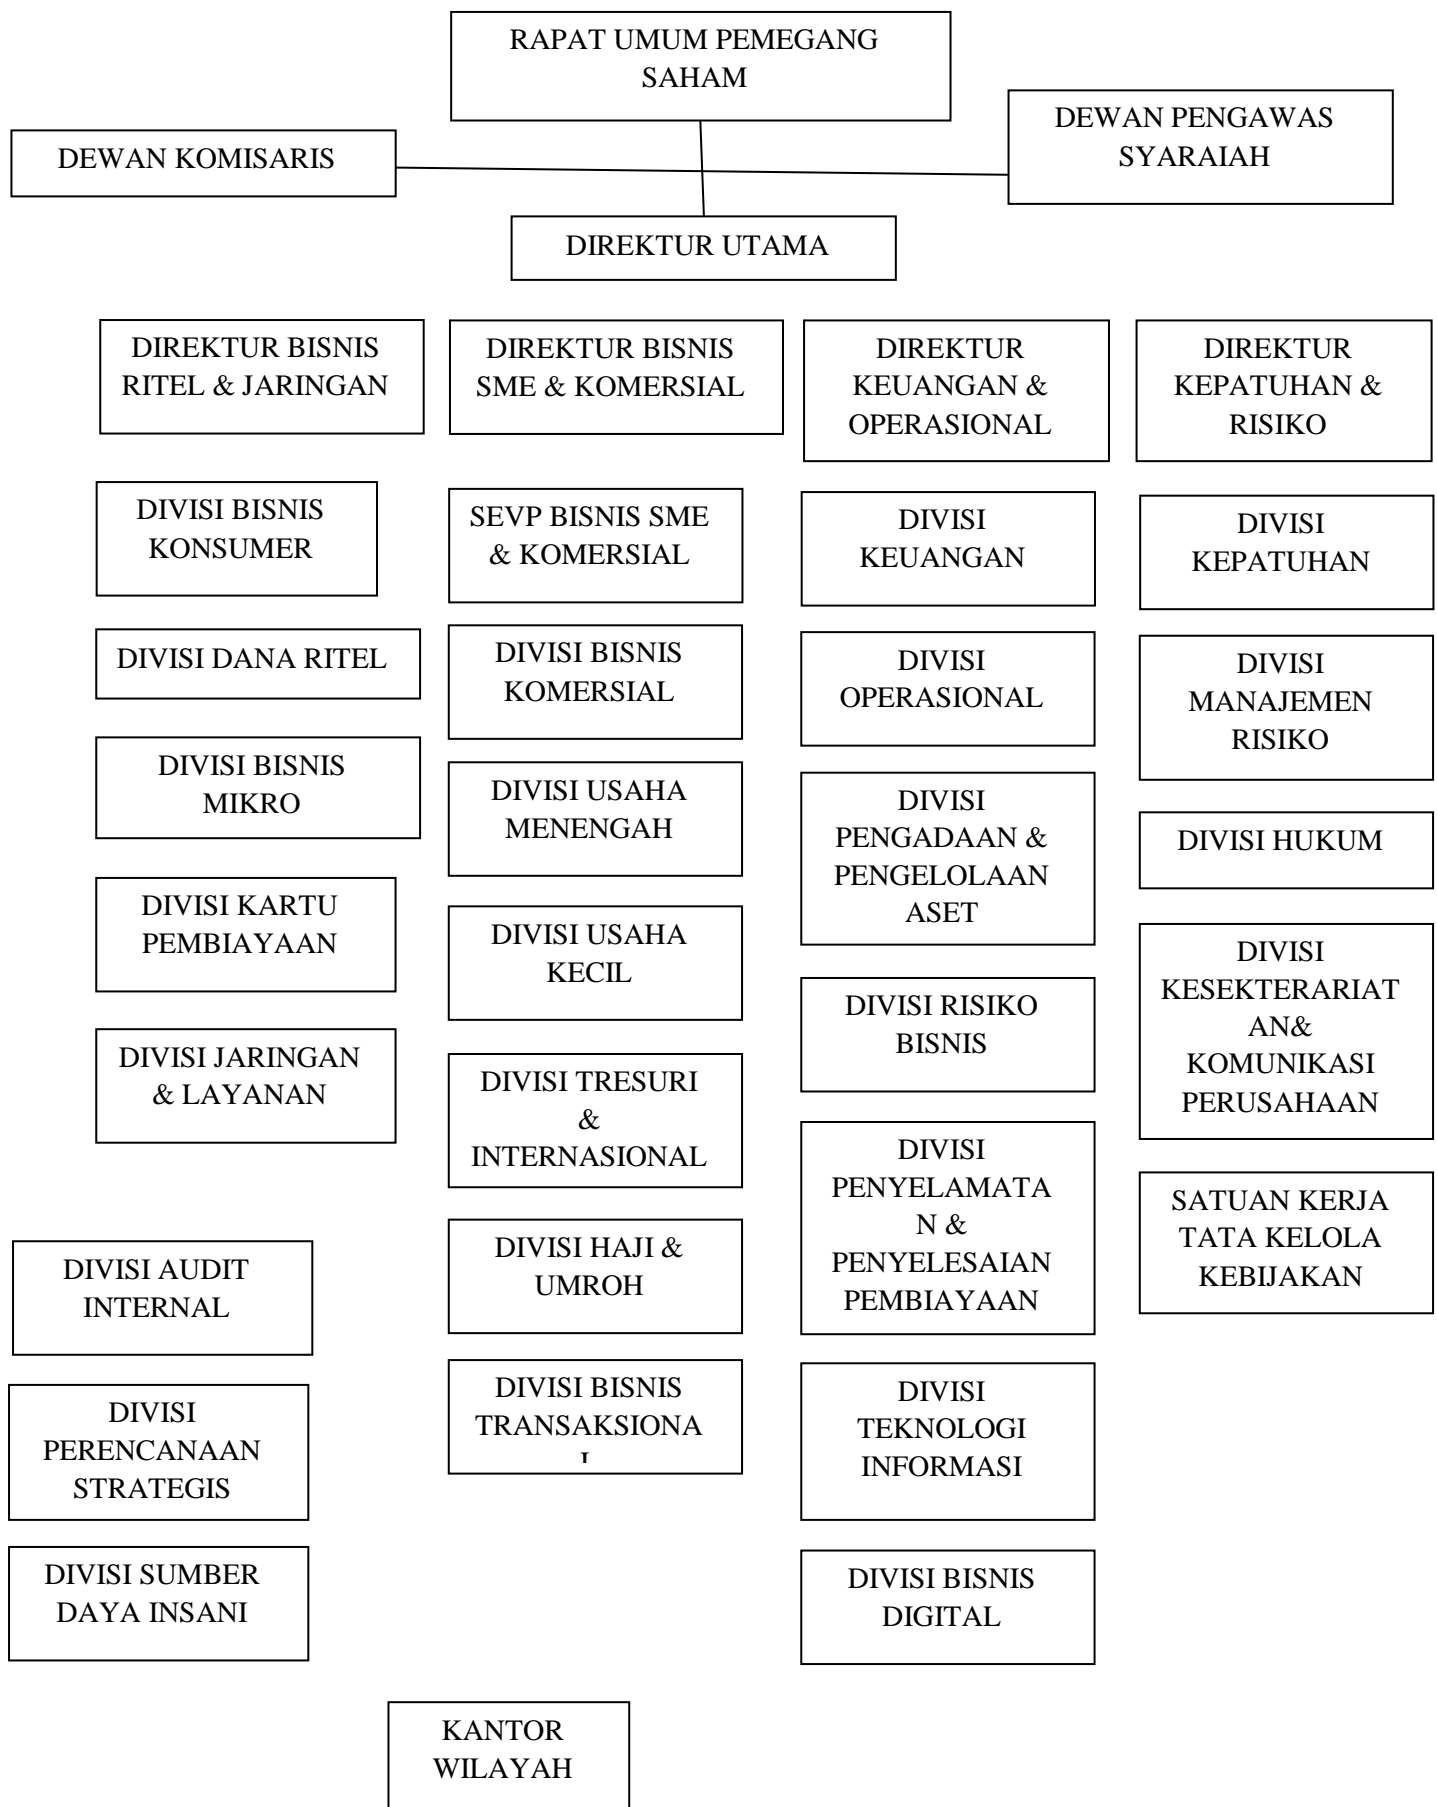 RAPAT UMUM PEMEGANG
SAHAM
DEWAN PENGAWAS
SYARAIAH
DEWAN KOMISARIS
DIREKTUR UTAMA
DIREKTUR BISNIS
RITEL & JARINGAN
DIREKTUR BISNIS
SME & KOMERSIAL
DIREKTUR
KEUANGAN &
OPERASIONAL
DIREKTUR
KEPATUHAN &
RISIKO
DIVISI BISNIS
KONSUMER
DIVISI DANA RITEL
DIVISI BISNIS
MIKRO
DIVISI KARTU
PEMBIAYAAN
DIVISI JARINGAN
& LAYANAN
SEVP BISNIS SME
& KOMERSIAL
DIVISI BISNIS
KOMERSIAL
DIVISI USAHA
MENENGAH
DIVISI USAHA
KECIL
DIVISI TRESURI
&
INTERNASIONAL
DIVISI HAJI &
UMROH
DIVISI BISNIS
TRANSAKSIONA
L
DIVISI
KEUANGAN
DIVISI
OPERASIONAL
DIVISI
PENGADAAN &
PENGELOLAAN
ASET
DIVISI RISIKO
BISNIS
DIVISI
PENYELAMATA
N &
PENYELESAIAN
PEMBIAYAAN
DIVISI
TEKNOLOGI
INFORMASI
DIVISI BISNIS
DIGITAL
DIVISI
KEPATUHAN
DIVISI
MANAJEMEN
RISIKO
DIVISI HUKUM
DIVISI
KESEKTERARIAT
AN&
KOMUNIKASI
PERUSAHAAN
SATUAN KERJA
TATA KELOLA
KEBIJAKAN
DIVISI AUDIT
INTERNAL
DIVISI
PERENCANAAN
STRATEGIS
DIVISI SUMBER
DAYA INSANI
KANTOR
WILAYAH